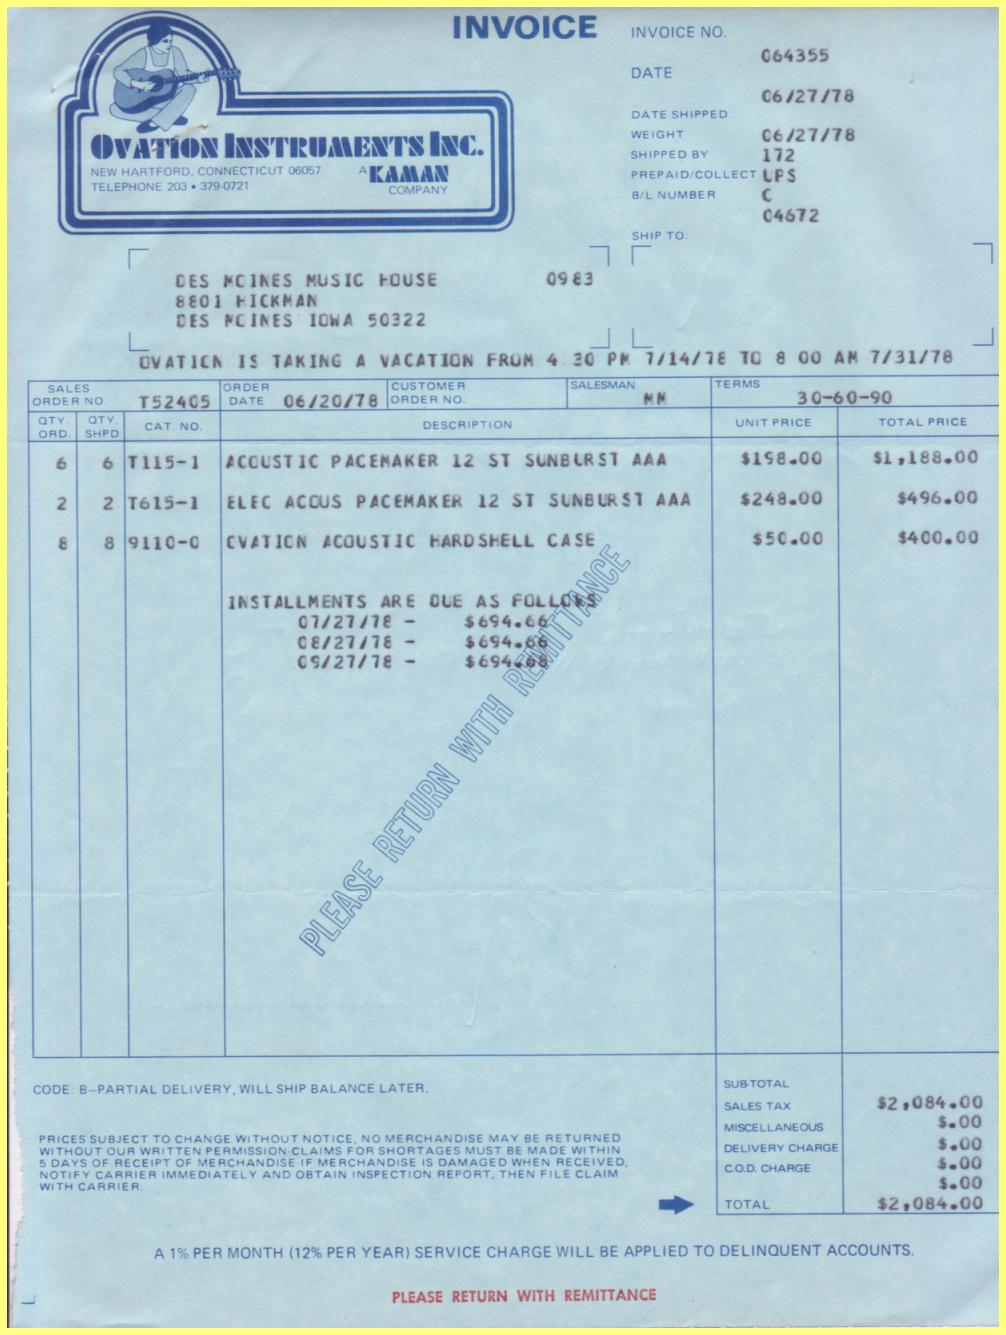 INVOICE
INVOICE NO.
064355
DATE
06/27/78
DATE SHIPPED
WEIGHT 06/27/78
SHIPPED BY 172
PREPAID/COLLECT UPS
B/L NUMBER C
04672
SHIP TO:
OVATION INSTRUMENTS INC.
NEW HARTFORD, CONNECTICUT 06057
TELEPHONE 203 • 379-0721
A KAMAN COMPANY
DES MOINES MUSIC HOUSE 0983
8801 HICKMAN
DES MOINES IOWA 50322
OVATION IS TAKING A VACATION FROM 4 30 PM 7/14/78 TO 8 00 AM 7/31/78
SALES ORDER NO. T52405 ORDER DATE 06/20/78 CUSTOMER ORDER NO. SALESMAN MM TERMS 30-60-90
QTY. ORD. QTY. SHPD CAT. NO. DESCRIPTION UNIT PRICE TOTAL PRICE
6 6 T115-1 ACOUSTIC PACEMAKER 12 ST SUNBURST AAA $198.00 $1,188.00
2 2 T615-1 ELEC ACOUS PACEMAKER 12 ST SUNBURST AAA $248.00 $496.00
8 8 9110-0 OVATION ACOUSTIC HARDSHELL CASE $50.00 $400.00
INSTALLMENTS ARE DUE AS FOLLOWS
07/27/78 - $694.66
08/27/78 - $694.66
09/27/78 - $694.68
PLEASE RETURN WITH REMITTANCE
CODE: B-PARTIAL DELIVERY, WILL SHIP BALANCE LATER.
PRICES SUBJECT TO CHANGE WITHOUT NOTICE, NO MERCHANDISE MAY BE RETURNED
WITHOUT OUR WRITTEN PERMISSION-CLAIMS FOR SHORTAGES MUST BE MADE WITHIN
5 DAYS OF RECEIPT OF MERCHANDISE IF MERCHANDISE IS DAMAGED WHEN RECEIVED,
NOTIFY CARRIER IMMEDIATELY AND OBTAIN INSPECTION REPORT, THEN FILE CLAIM
WITH CARRIER.
SUB-TOTAL
SALES TAX $2,084.00
MISCELLANEOUS $.00
DELIVERY CHARGE $.00
C.O.D. CHARGE $.00
$.00
TOTAL $2,084.00
A 1% PER MONTH (12% PER YEAR) SERVICE CHARGE WILL BE APPLIED TO DELINQUENT ACCOUNTS.
PLEASE RETURN WITH REMITTANCE